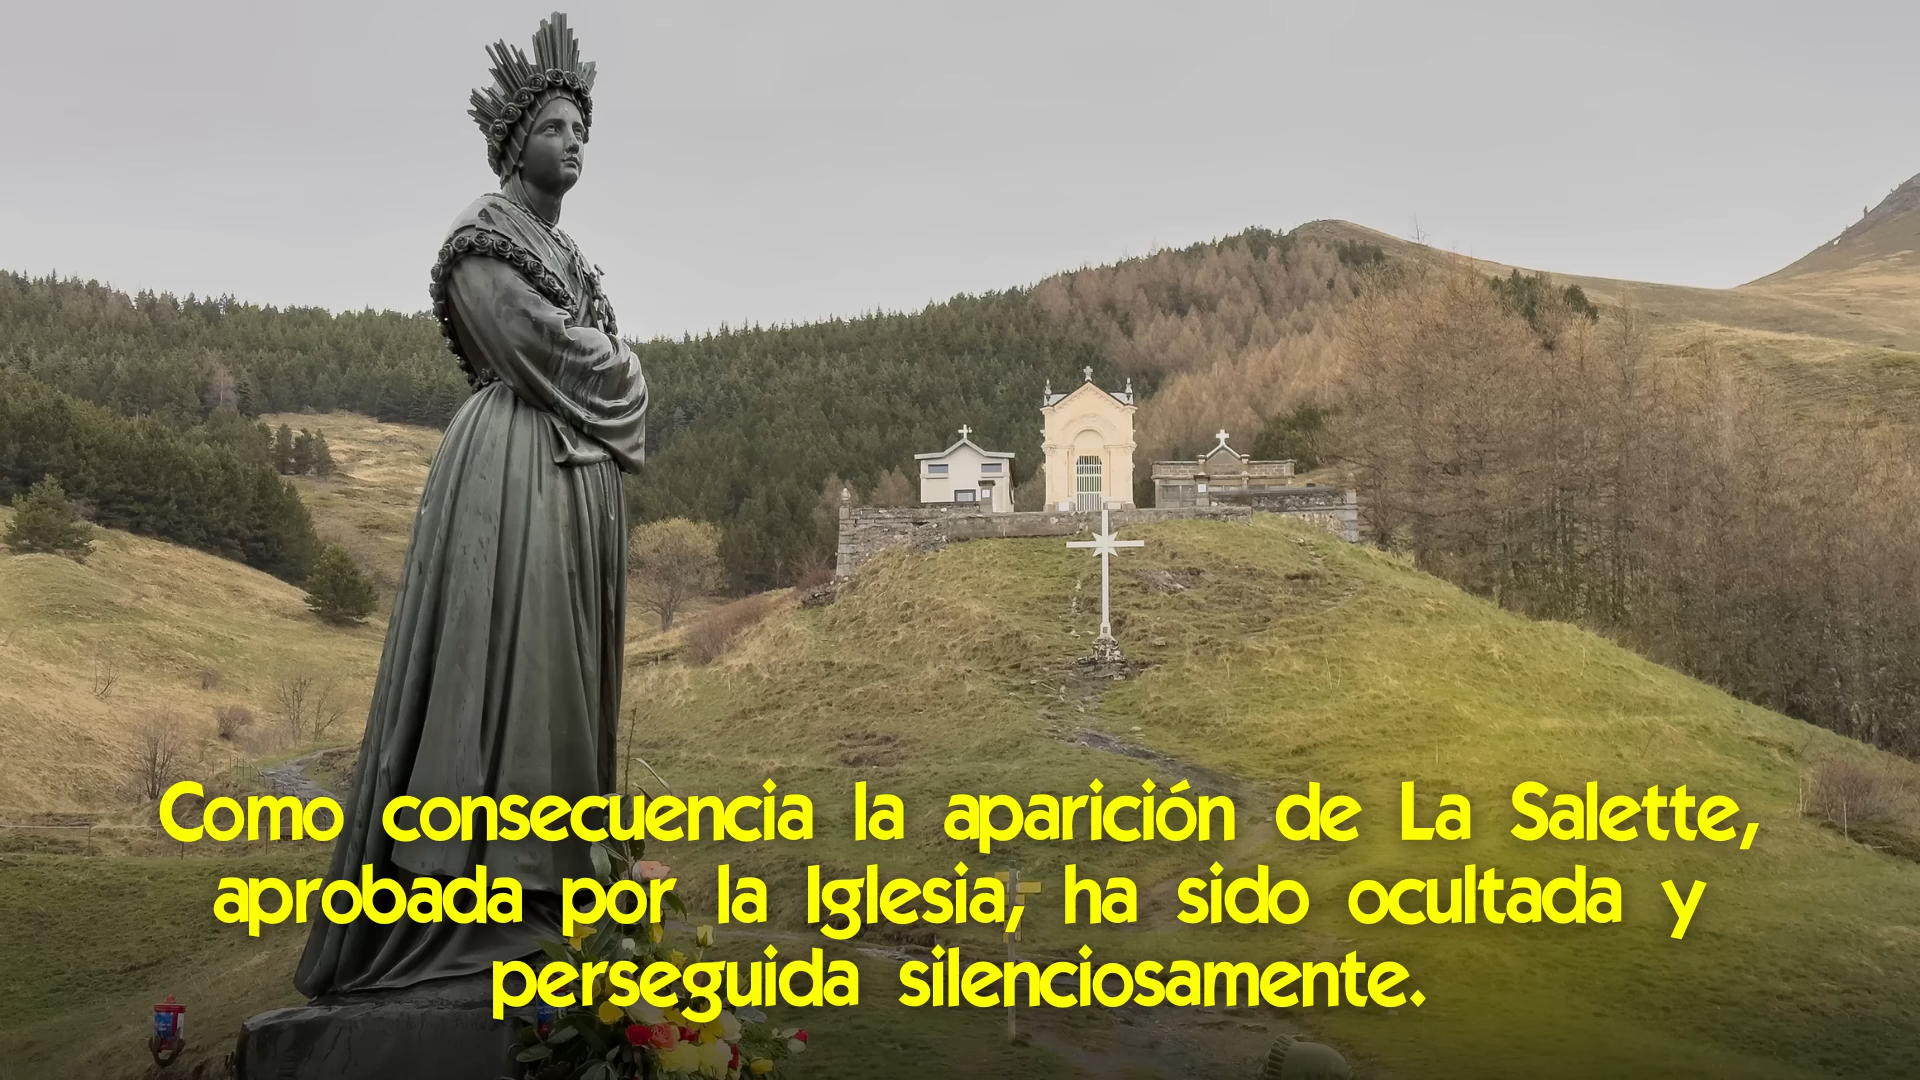 Como consecuencia la aparición de La Salette,
aprobada por la Iglesia, ha sido ocultada y
perseguida silenciosamente.